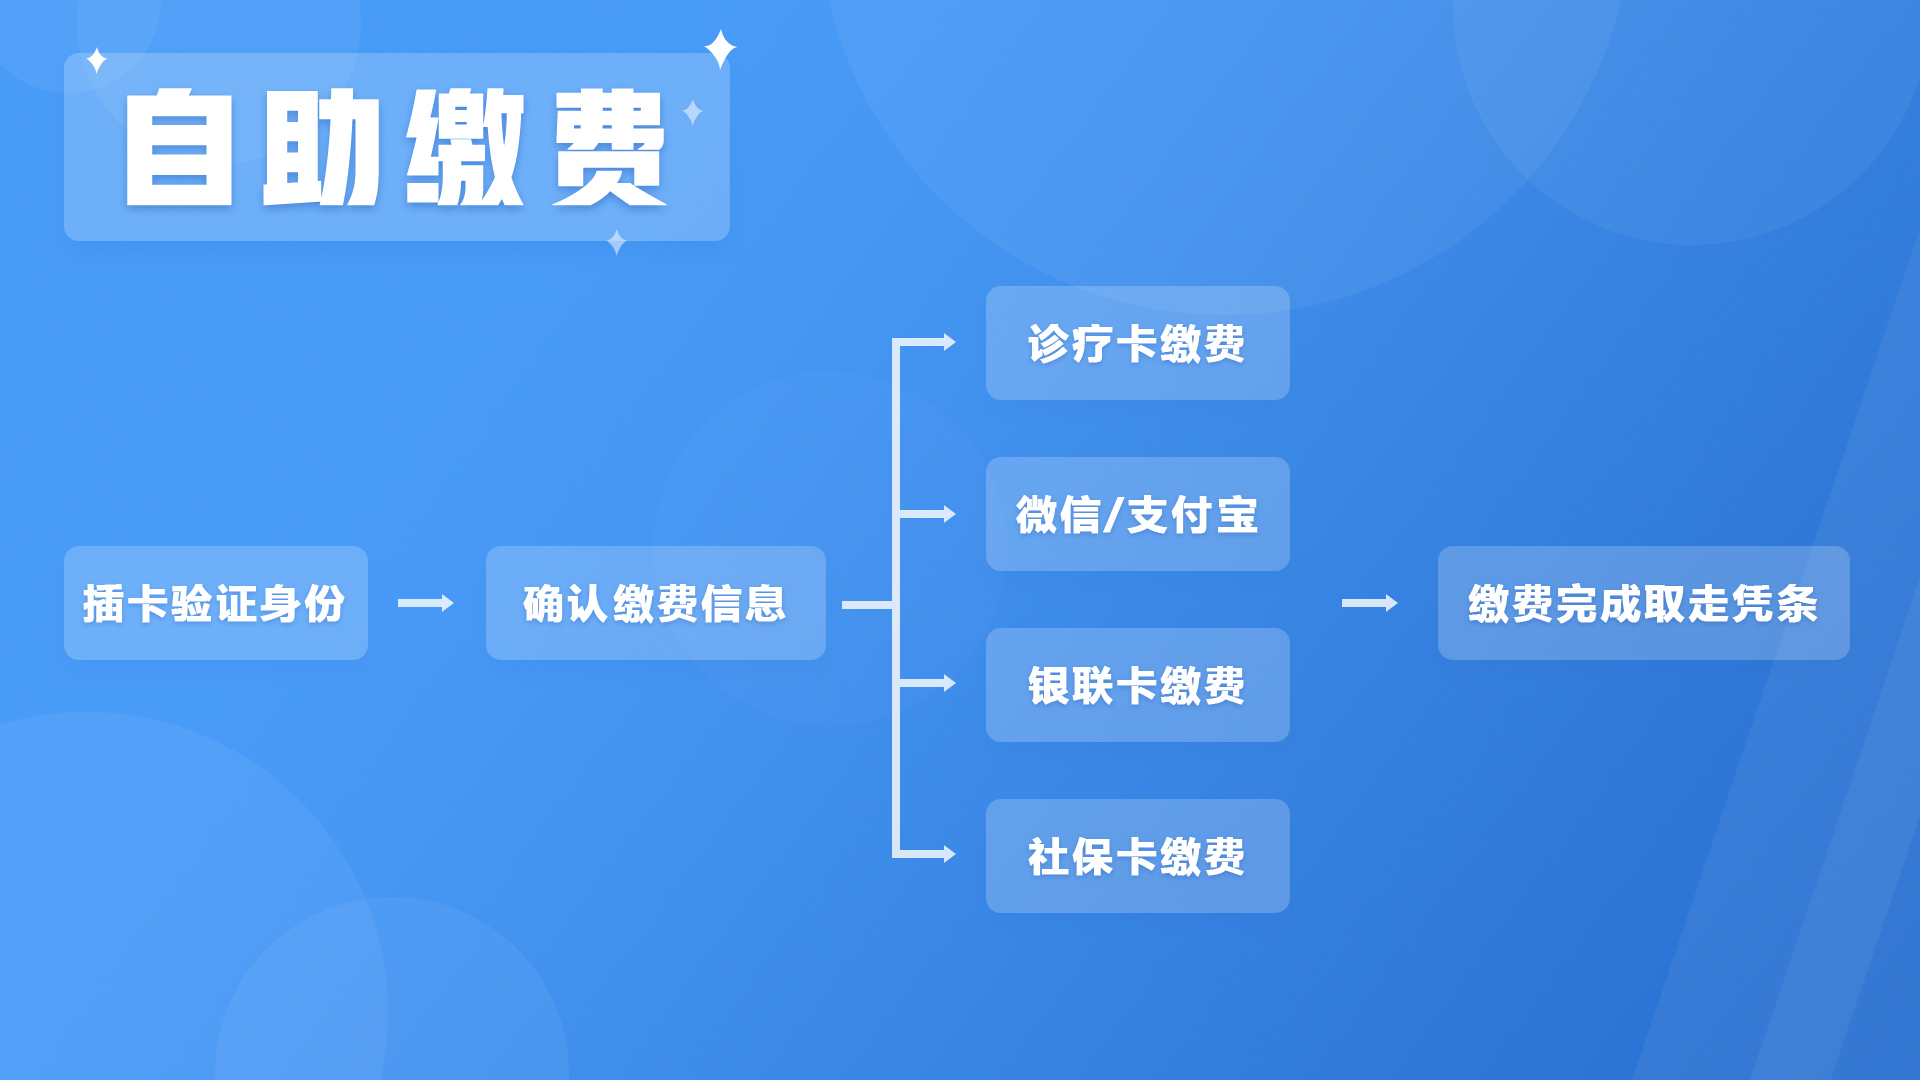 自助缴费
插卡验证身份
确认缴费信息
诊疗卡缴费
微信/支付宝
银联卡缴费
社保卡缴费
缴费完成取走凭条